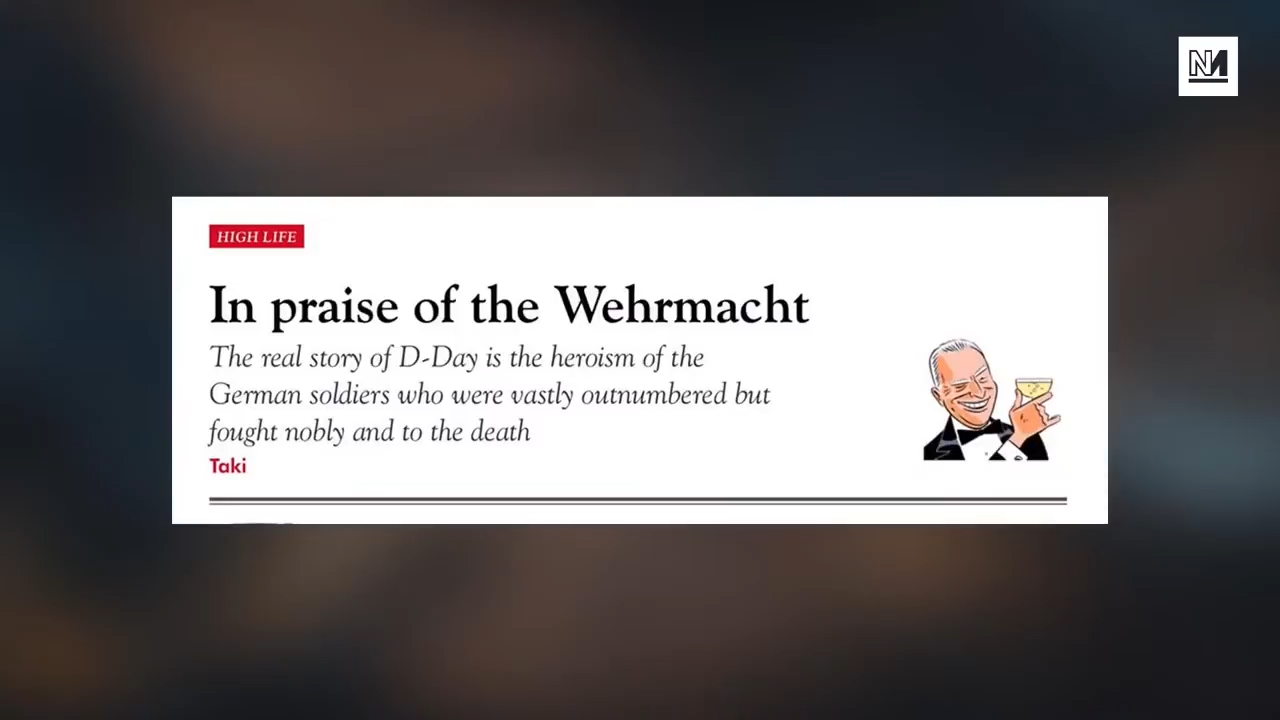 NM
HIGH LIFE
In praise of the Wehrmacht
The real story of D-Day is the heroism of the
German soldiers who were vastly outnumbered but
fought nobly and to the death
Taki